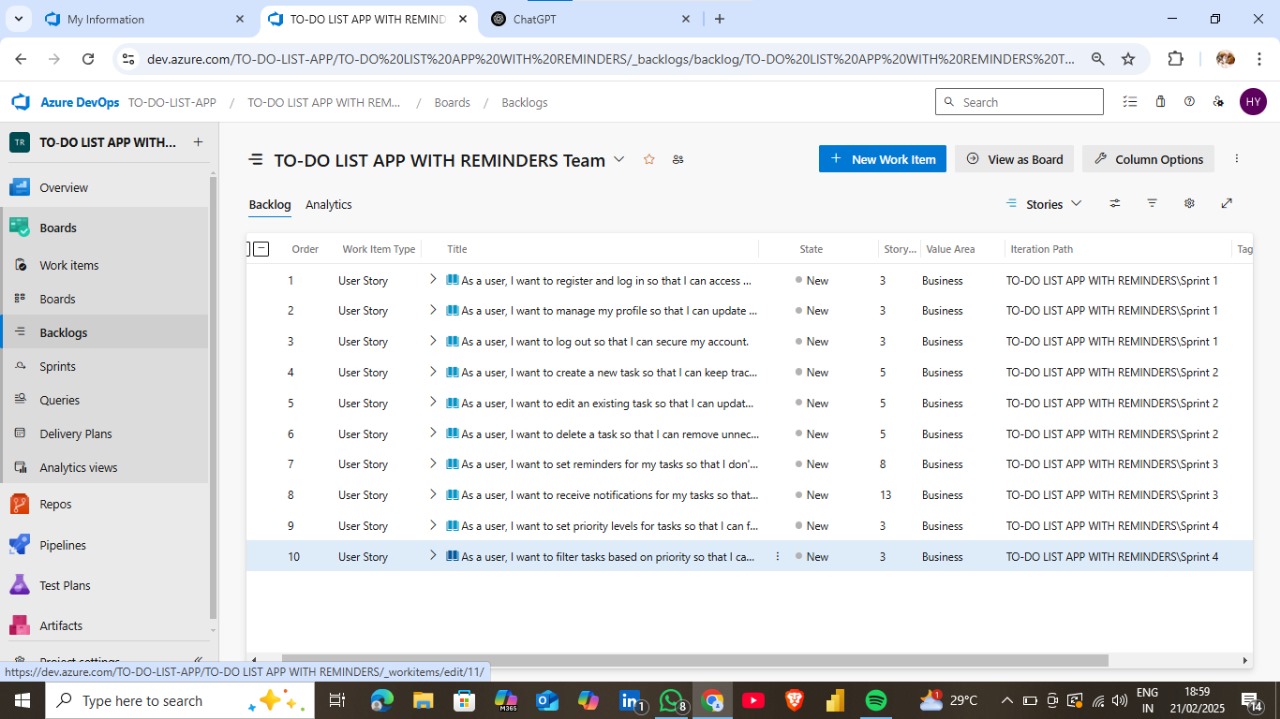 My Information
TO-DO LIST APP WITH REMIND
ChatGPT
dev.azure.com/TO-DO-LIST-APP/TO-DO%20LIST%20APP%20WITH%20REMINDERS/_backlogs/backlog/TO-DO%20LIST%20APP%20WITH%20REMINDERS%20T...
Azure DevOps TO-DO-LIST-APP / TO-DO LIST APP WITH REM... / Boards / Backlogs
Search
HY
TR TO-DO LIST APP WITH... +
TO-DO LIST APP WITH REMINDERS Team
New Work Item
View as Board
Column Options
Overview
Boards
Work items
Boards
Backlogs
Sprints
Queries
Delivery Plans
Analytics views
Repos
Pipelines
Test Plans
Artifacts
Project settings
Backlog Analytics
Stories
Order Work Item Type Title State Story... Value Area Iteration Path Tag
1 User Story As a user, I want to register and log in so that I can access ... New 3 Business TO-DO LIST APP WITH REMINDERS\Sprint 1
2 User Story As a user, I want to manage my profile so that I can update ... New 3 Business TO-DO LIST APP WITH REMINDERS\Sprint 1
3 User Story As a user, I want to log out so that I can secure my account. New 3 Business TO-DO LIST APP WITH REMINDERS\Sprint 1
4 User Story As a user, I want to create a new task so that I can keep trac... New 5 Business TO-DO LIST APP WITH REMINDERS\Sprint 2
5 User Story As a user, I want to edit an existing task so that I can updat... New 5 Business TO-DO LIST APP WITH REMINDERS\Sprint 2
6 User Story As a user, I want to delete a task so that I can remove unnec... New 5 Business TO-DO LIST APP WITH REMINDERS\Sprint 2
7 User Story As a user, I want to set reminders for my tasks so that I don'... New 8 Business TO-DO LIST APP WITH REMINDERS\Sprint 3
8 User Story As a user, I want to receive notifications for my tasks so that... New 13 Business TO-DO LIST APP WITH REMINDERS\Sprint 3
9 User Story As a user, I want to set priority levels for tasks so that I can f... New 3 Business TO-DO LIST APP WITH REMINDERS\Sprint 4
10 User Story As a user, I want to filter tasks based on priority so that I ca... New 3 Business TO-DO LIST APP WITH REMINDERS\Sprint 4
https://dev.azure.com/TO-DO-LIST-APP/TO-DO LIST APP WITH REMINDERS/_workitems/edit/11/
Type here to search
M365
1
8
1
29°C
ENG
IN
18:59
21/02/2025
14